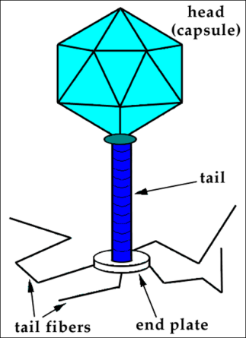 head
(capsule)
tail
tail fibers
end plate